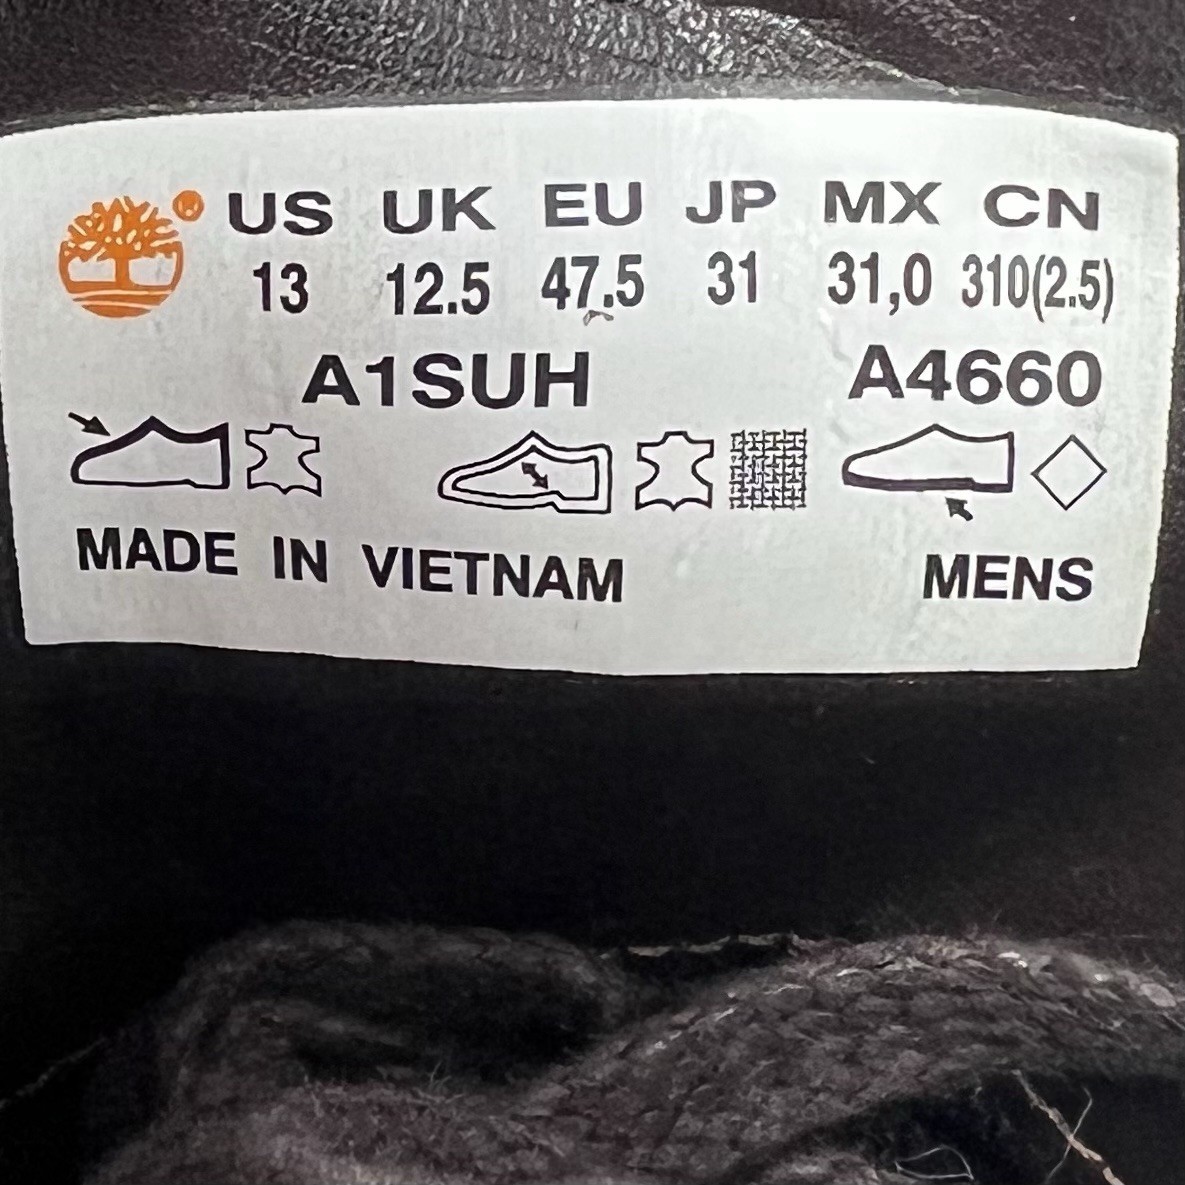 US UK EU JP MX CN
13 12.5 47.5 31 31,0 310(2.5)
A1SUH A4660
MADE IN VIETNAM MENS